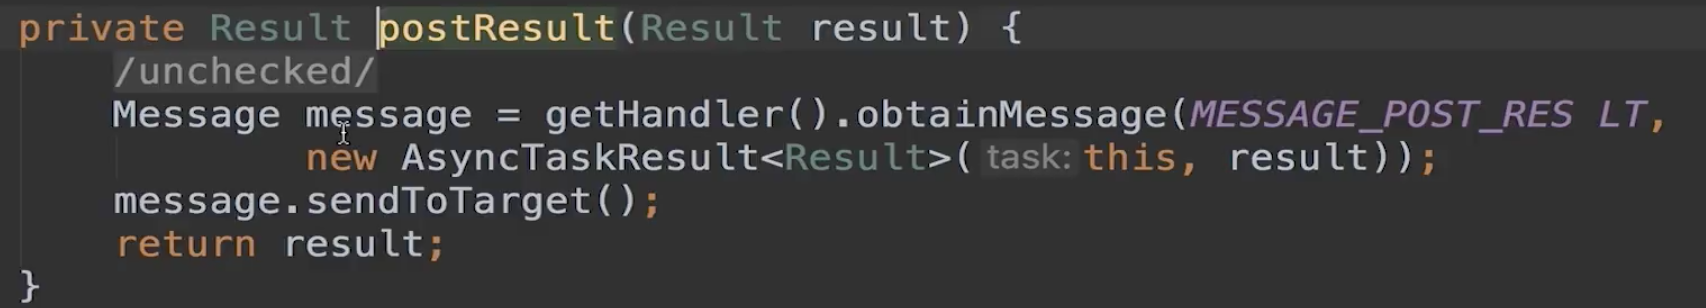 private Result postResult(Result result) {
/unchecked/
Message message = getHandler().obtainMessage(MESSAGE_POST_RES LT,
new AsyncTaskResult<Result>( task: this, result));
message.sendToTarget();
return result;
}